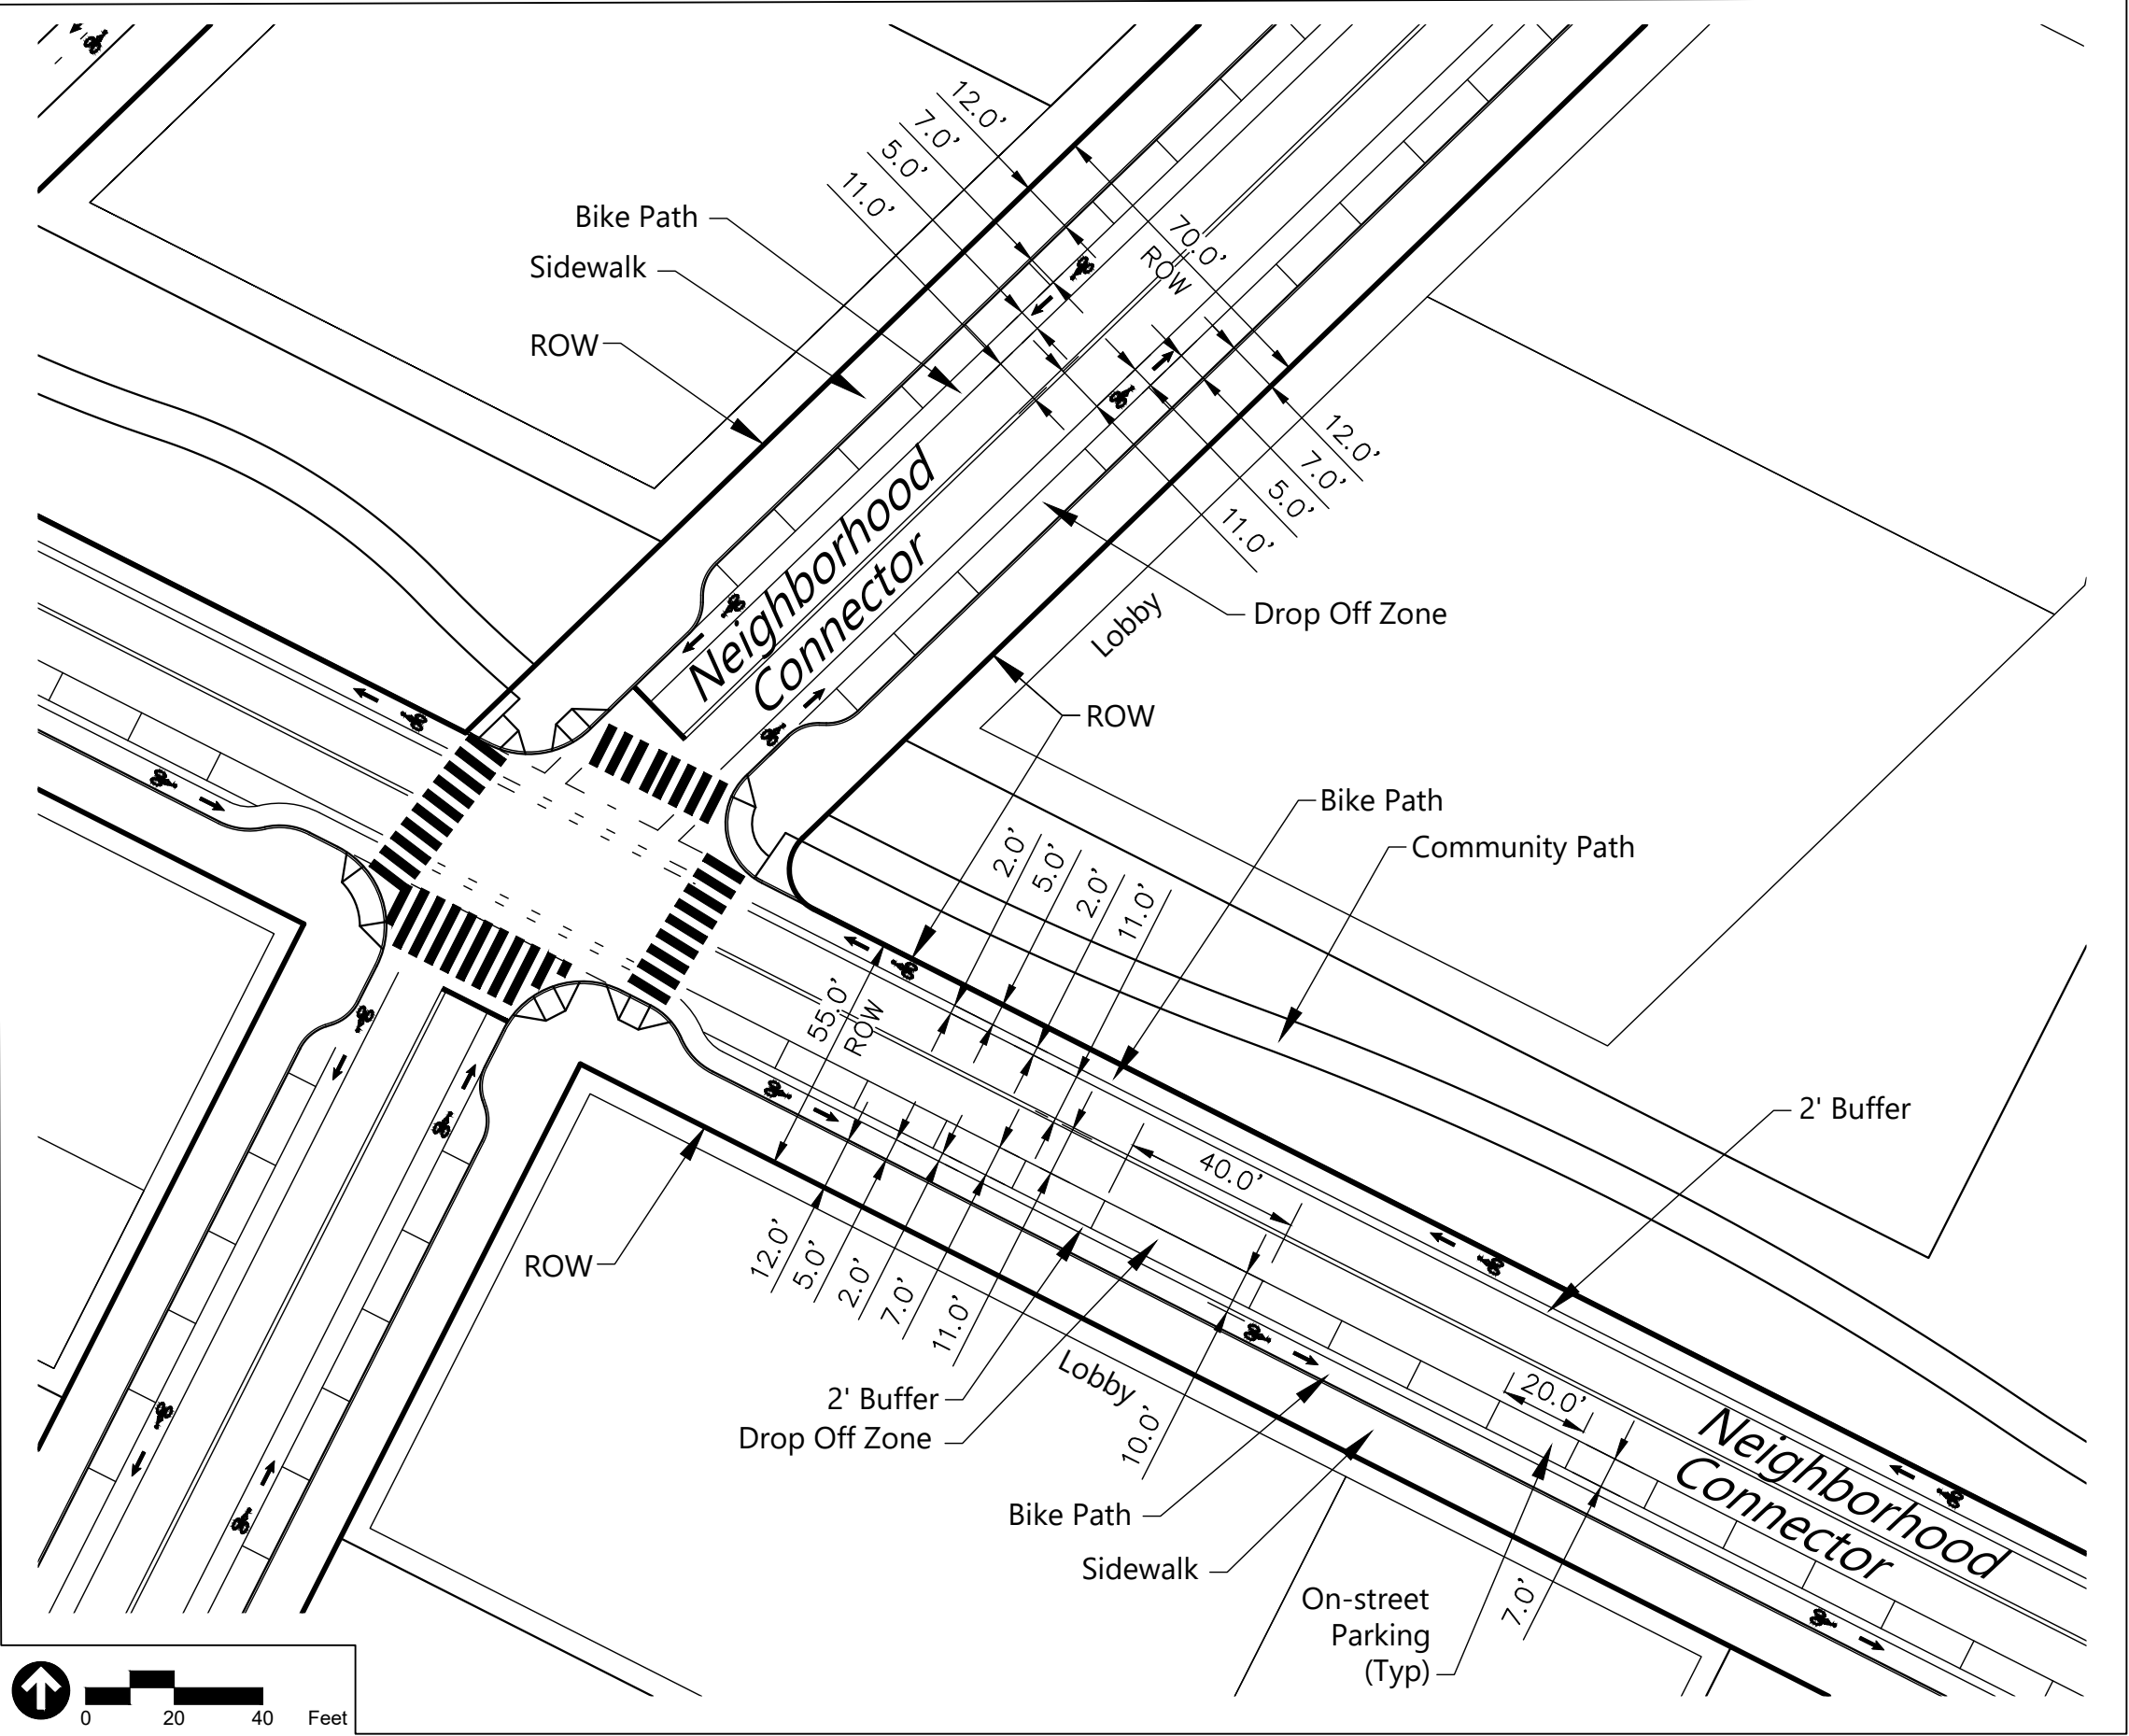 12.0'
7.0'
5.0'
11.0'
Bike Path
Sidewalk
ROW
70.0'
ROW
12.0'
7.0'
5.0'
11.0'
Neighborhood
Connector
Lobby
Drop Off Zone
ROW
Bike Path
Community Path
2.0'
5.0'
2.0'
11.0'
55.0'
ROW
2' Buffer
40.0'
ROW
12.0'
5.0'
2.0'
7.0'
11.0'
Lobby
2' Buffer
Drop Off Zone
10.0'
20.0'
Neighborhood
Connector
Bike Path
Sidewalk
On-street
Parking
(Typ)
7.0'
0 20 40 Feet